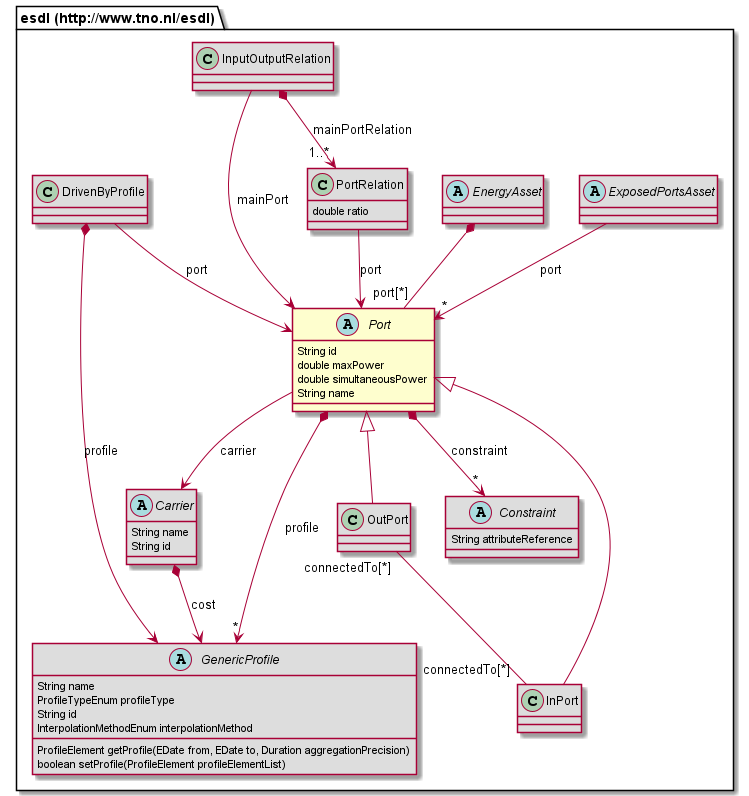 esdl (http://www.tno.nl/esdl)
C InputOutputRelation
mainPortRelation
1..*
C DrivenByProfile
C PortRelation
double ratio
A EnergyAsset
A ExposedPortsAsset
mainPort
port
port
port[*]
port
*
A Port
String id
double maxPower
double simultaneousPower
String name
profile
carrier
constraint
*
A Carrier
String name
String id
profile
C OutPort
A Constraint
String attributeReference
connectedTo[*]
cost
*
connectedTo[*]
A GenericProfile
String name
ProfileTypeEnum profileType
String id
InterpolationMethodEnum interpolationMethod
ProfileElement getProfile(EDate from, EDate to, Duration aggregationPrecision)
boolean setProfile(ProfileElement profileElementList)
C InPort